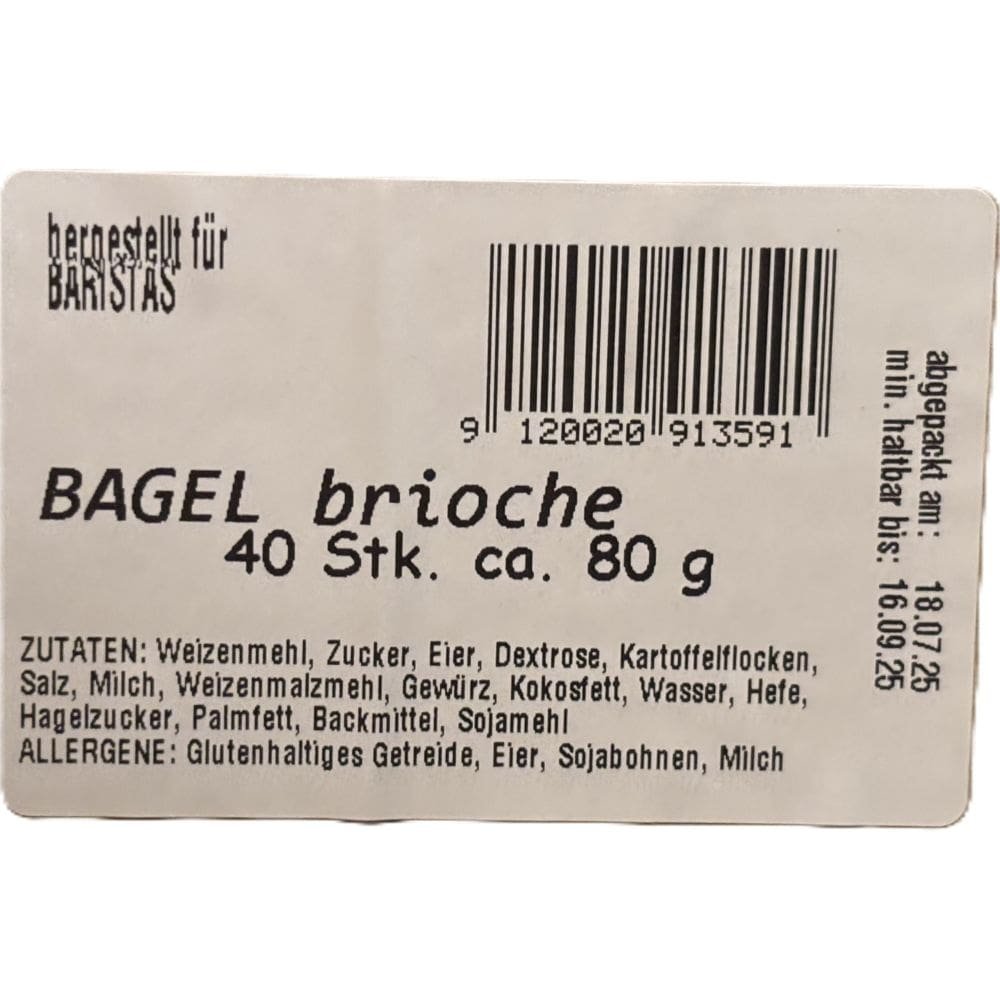 hergestellt für
BARISTAS
9 120020 913591
BAGEL brioche
40 Stk. ca. 80 g
abgepackt am: 18.07.25
min. haltbar bis: 16.09.25
ZUTATEN: Weizenmehl, Zucker, Eier, Dextrose, Kartoffelflocken,
Salz, Milch, Weizenmalzmehl, Gewürz, Kokosfett, Wasser, Hefe,
Hagelzucker, Palmfett, Backmittel, Sojamehl
ALLERGENE: Glutenhaltiges Getreide, Eier, Sojabohnen, Milch